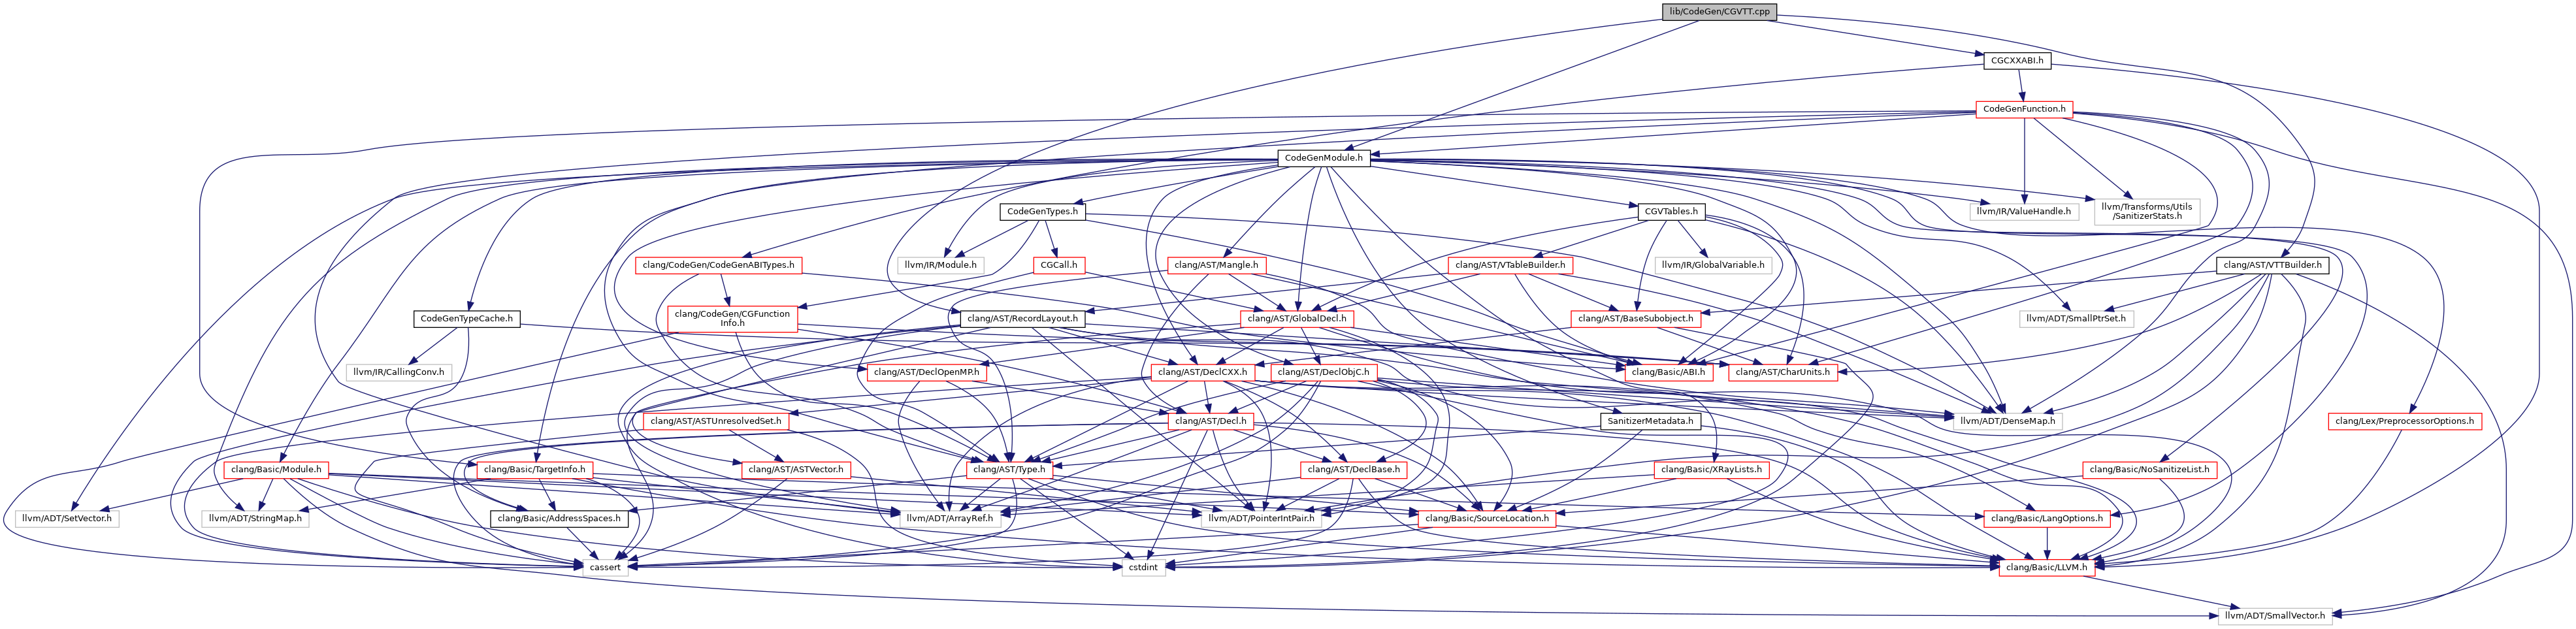 lib/CodeGen/CGVTT.cpp
CGCXXABI.h
CodeGenFunction.h
CodeGenModule.h
CodeGenTypes.h
CGVTables.h
llvm/IR/ValueHandle.h
llvm/Transforms/Utils
/SanitizerStats.h
clang/CodeGen/CodeGenABITypes.h
llvm/IR/Module.h
CGCall.h
clang/AST/Mangle.h
clang/AST/VTableBuilder.h
llvm/IR/GlobalVariable.h
clang/AST/VTTBuilder.h
CodeGenTypeCache.h
clang/CodeGen/CGFunction
Info.h
clang/AST/RecordLayout.h
clang/AST/GlobalDecl.h
clang/AST/BaseSubobject.h
llvm/ADT/SmallPtrSet.h
llvm/IR/CallingConv.h
clang/AST/DeclOpenMP.h
clang/AST/DeclCXX.h
clang/AST/DeclObjC.h
clang/Basic/ABI.h
clang/AST/CharUnits.h
clang/AST/ASTUnresolvedSet.h
clang/AST/Decl.h
SanitizerMetadata.h
llvm/ADT/DenseMap.h
clang/Lex/PreprocessorOptions.h
clang/Basic/Module.h
clang/Basic/TargetInfo.h
clang/AST/ASTVector.h
clang/AST/Type.h
clang/AST/DeclBase.h
clang/Basic/XRayLists.h
clang/Basic/NoSanitizeList.h
llvm/ADT/SetVector.h
llvm/ADT/StringMap.h
clang/Basic/AddressSpaces.h
llvm/ADT/ArrayRef.h
llvm/ADT/PointerIntPair.h
clang/Basic/SourceLocation.h
clang/Basic/LangOptions.h
cassert
cstdint
clang/Basic/LLVM.h
llvm/ADT/SmallVector.h